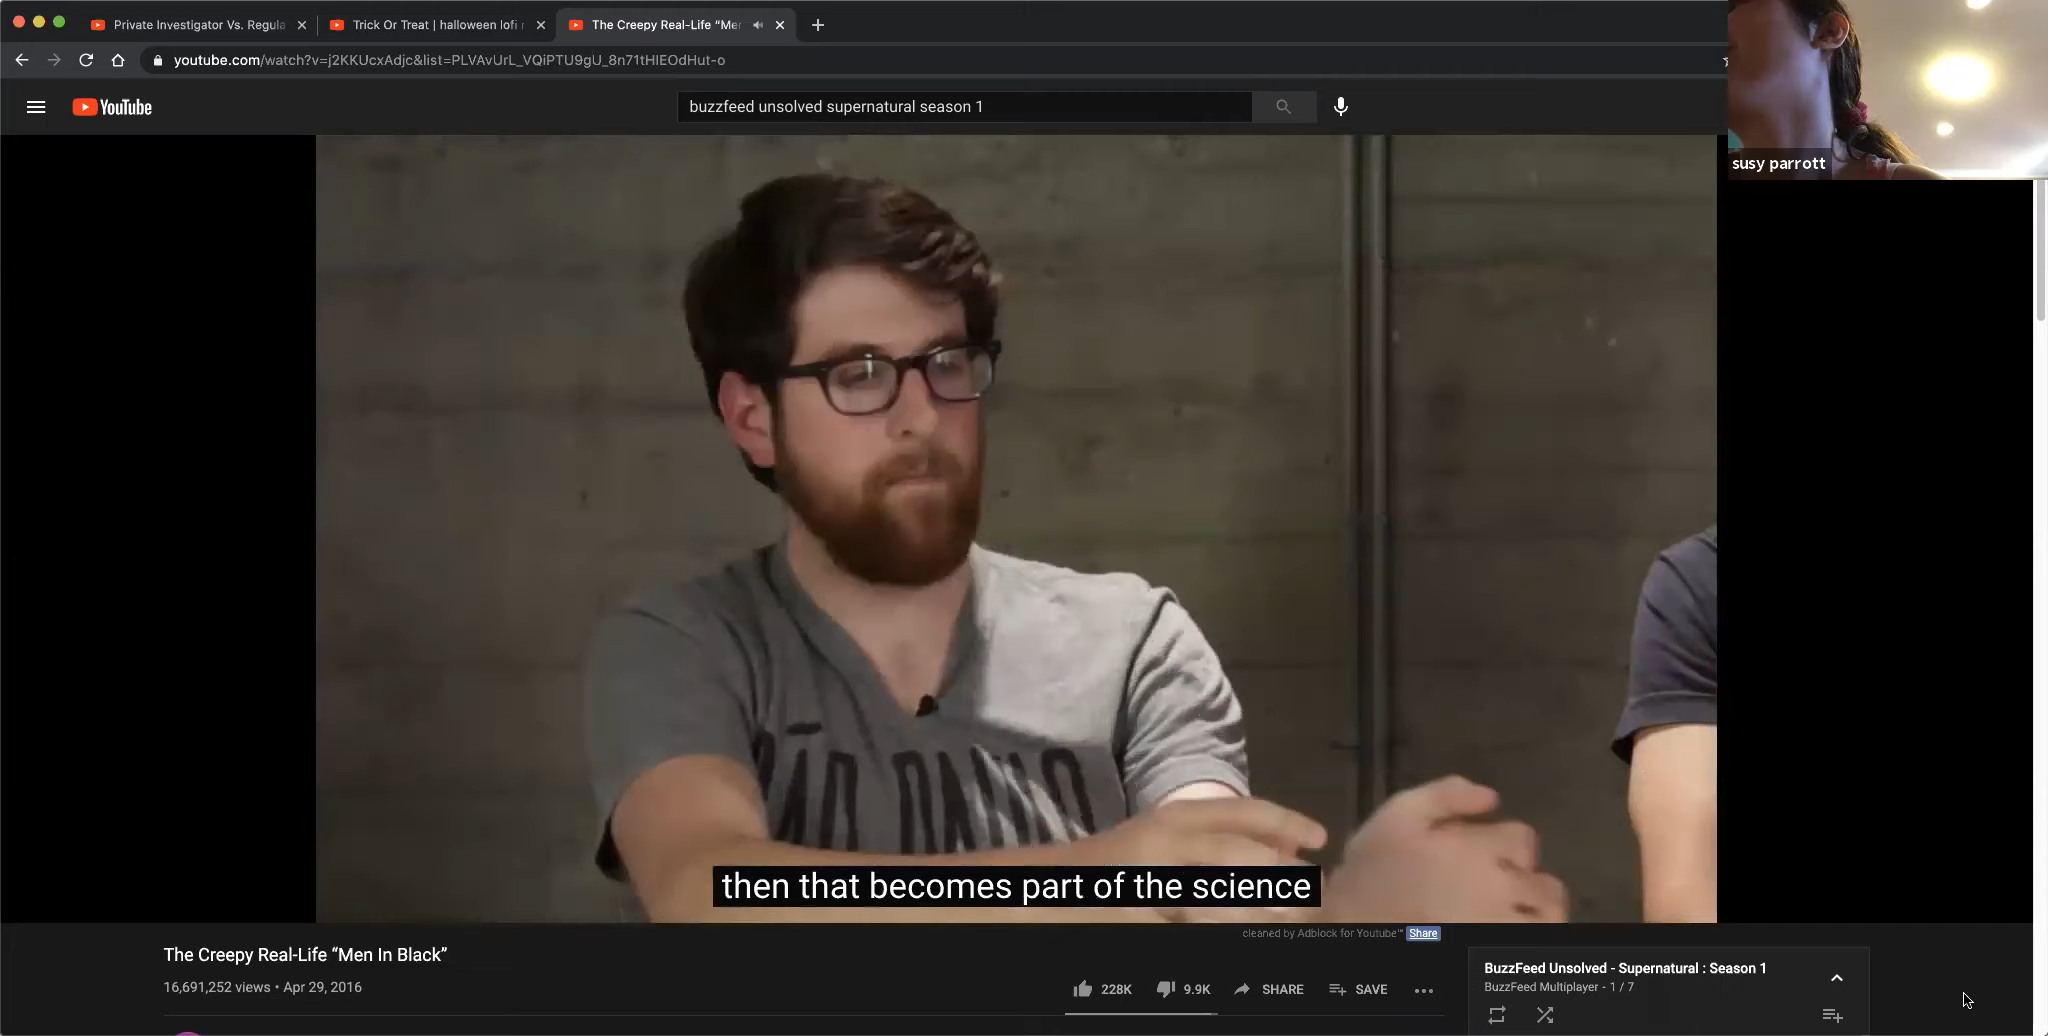 Private Investigator Vs. Regula
Trick Or Treat | halloween lofi
The Creepy Real-Life “Me
youtube.com/watch?v=j2KKUcxAdjc&list=PLVAvUrL_VQiPTU9gU_8n71tHIEOdHut-o
YouTube
buzzfeed unsolved supernatural season 1
susy parrott
SÃO PAULO
then that becomes part of the science
cleaned by Adblock for Youtube™ Share
The Creepy Real-Life “Men In Black”
16,691,252 views • Apr 29, 2016
228K 9.9K SHARE SAVE
BuzzFeed Unsolved - Supernatural : Season 1
BuzzFeed Multiplayer - 1 / 7